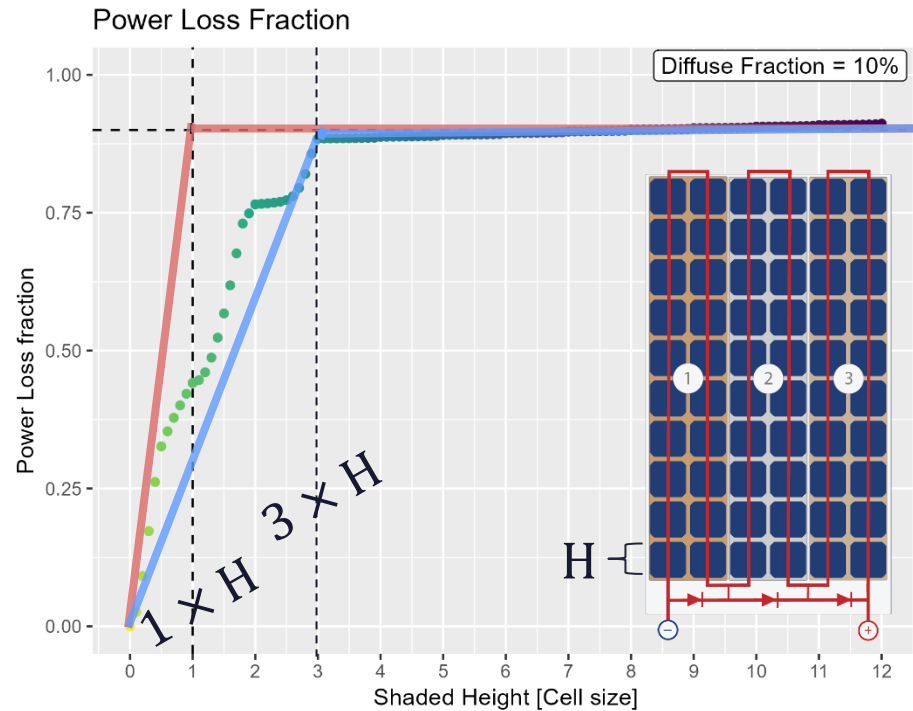 Power Loss Fraction
Diffuse Fraction = 10%
Power Loss fraction
1.00
0.75
0.50
0.25
0.00
1 × H
3 × H
H
1
2
3
−
+
0 1 2 3 4 5 6 7 8 9 10 11 12
Shaded Height [Cell size]